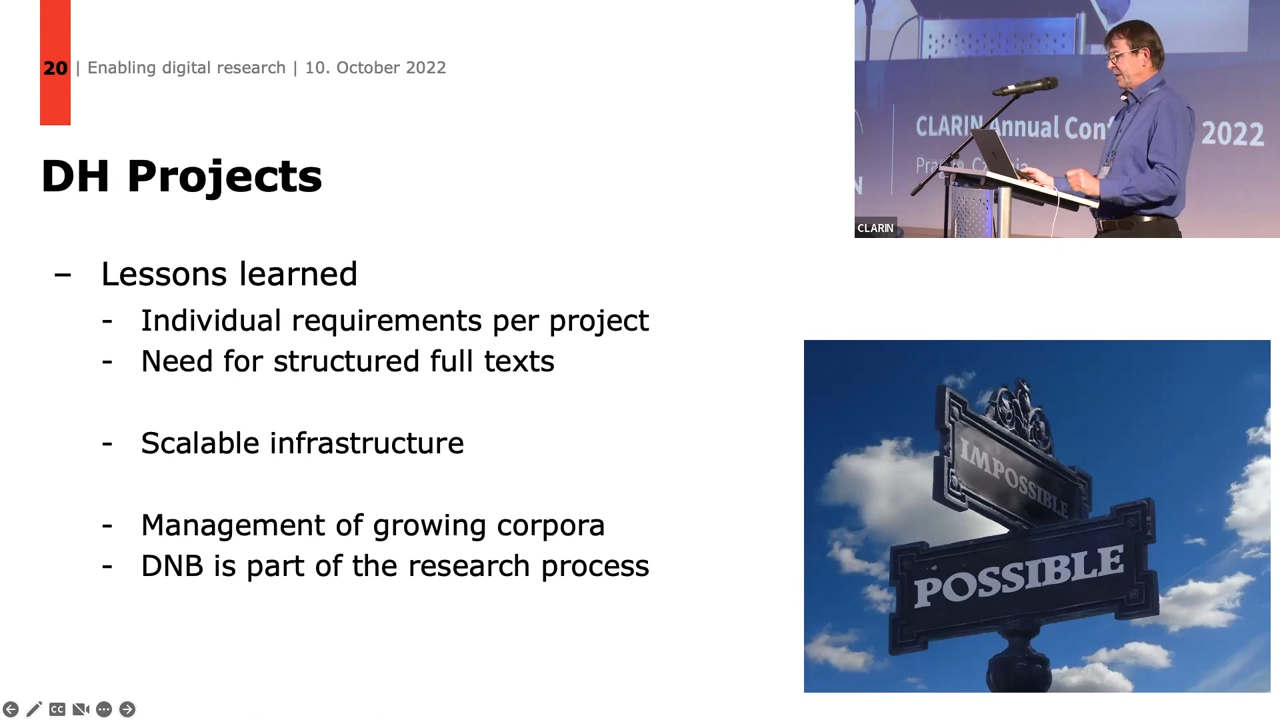 20 | Enabling digital research | 10. October 2022
DH Projects
– Lessons learned
- Individual requirements per project
- Need for structured full texts
- Scalable infrastructure
- Management of growing corpora
- DNB is part of the research process
CLARIN Annual Conf 2022
CLARIN
IMPOSSIBLE
POSSIBLE